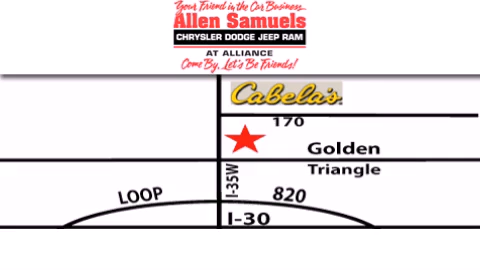 Your Friend in the Car Business
Allen Samuels
CHRYSLER DODGE JEEP RAM
AT ALLIANCE
Come By, Let's Be Friends!
Cabela's
170
Golden
Triangle
I-35W
LOOP 820
I-30